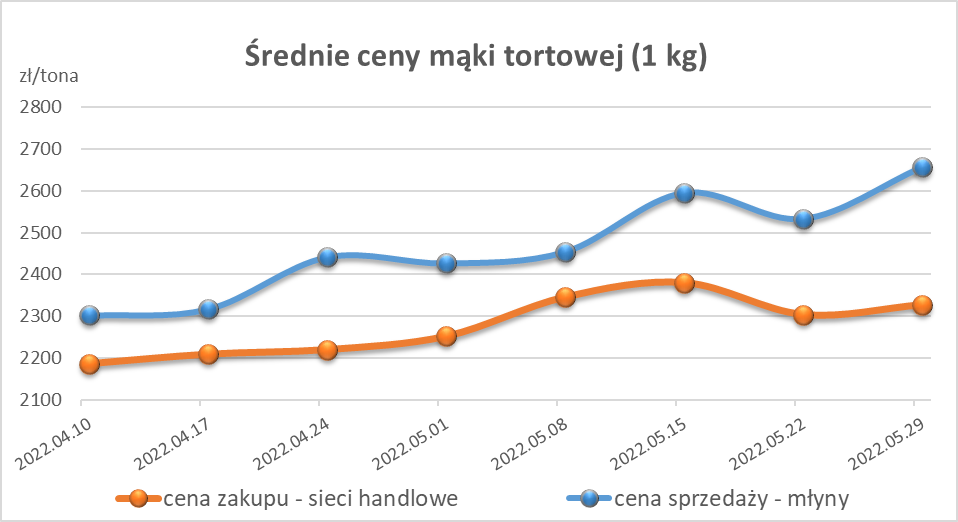 Średnie ceny mąki tortowej (1 kg)
zł/tona
2800
2700
2600
2500
2400
2300
2200
2100
2022.04.10 2022.04.17 2022.04.24 2022.05.01 2022.05.08 2022.05.15 2022.05.22 2022.05.29
cena zakupu - sieci handlowe cena sprzedaży - młyny